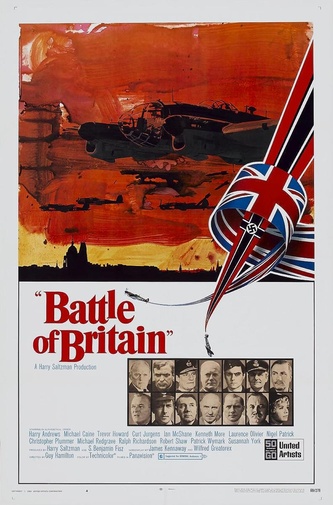 "Battle
of Britain"
A Harry Saltzman Production
Harry Andrews Michael Caine Trevor Howard Curt Jurgens Ian McShane Kenneth More Laurence Olivier Nigel Patrick
Christopher Plummer Michael Redgrave Ralph Richardson Robert Shaw Patrick Wymark Susannah York
Harry Saltzman S. Benjamin Fisz James Kennaway and Wilfred Greatorex
Guy Hamilton Technicolor Panavision
United
Artists